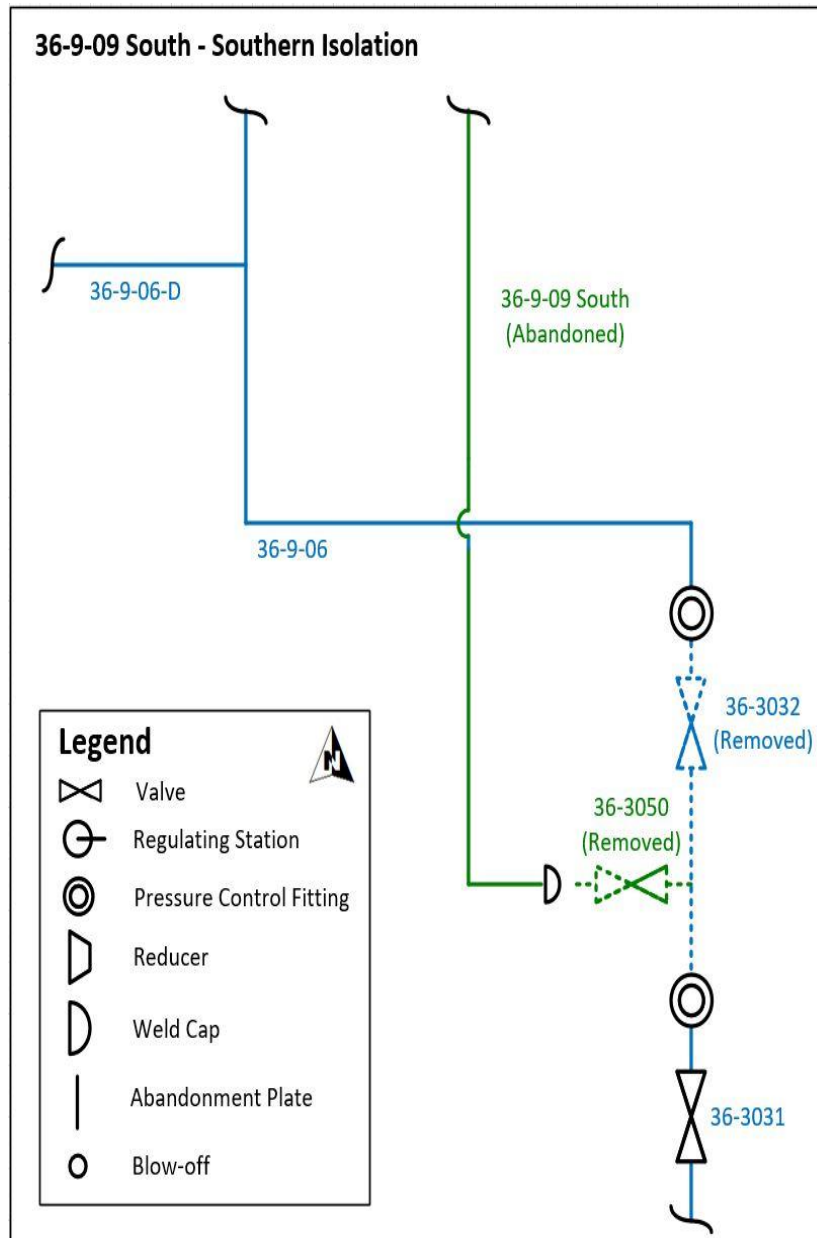 36-9-09 South - Southern Isolation
36-9-06-D
36-9-09 South
(Abandoned)
36-9-06
36-3032
(Removed)
36-3050
(Removed)
36-3031
Legend
N
Valve
Regulating Station
Pressure Control Fitting
Reducer
Weld Cap
Abandonment Plate
Blow-off